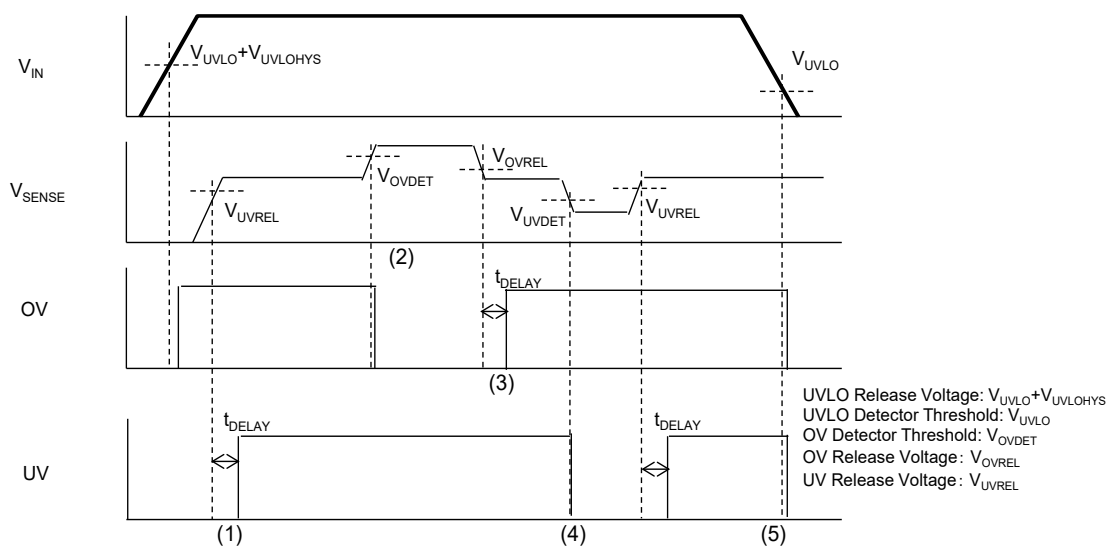 V_UVLO+V_UVLOHYS
V_UVLO
V_IN
V_OVREL
V_OVDET
V_SENSE
V_UVREL
V_UVDET
V_UVREL
(2)
t_DELAY
OV
(3)
UVLO Release Voltage: V_UVLO+V_UVLOHYS
UVLO Detector Threshold: V_UVLO
OV Detector Threshold: V_OVDET
OV Release Voltage: V_OVREL
UV Release Voltage: V_UVREL
t_DELAY
UV
(1)
(4)
(5)